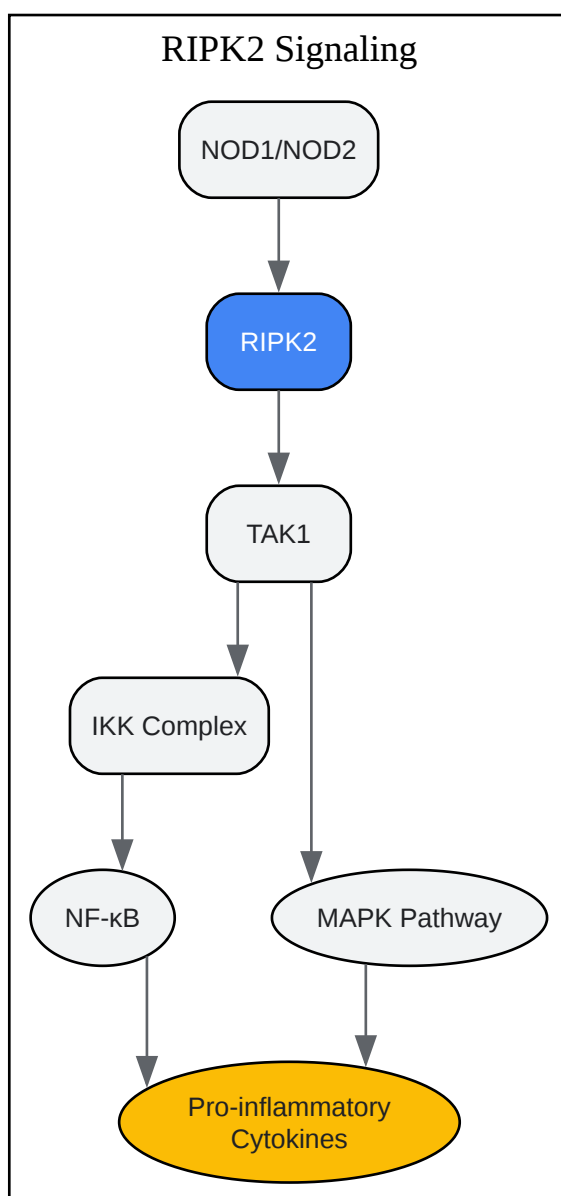 RIPK2 Signaling
NOD1/NOD2
RIPK2
TAK1
IKK Complex
NF-κB
MAPK Pathway
Pro-inflammatory
Cytokines